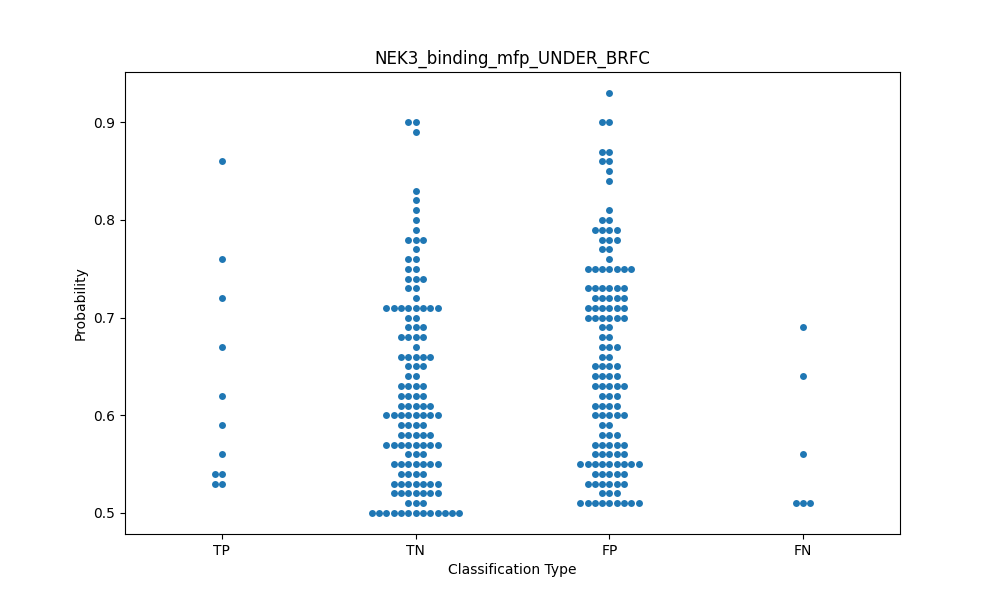 NEK3_binding_mfp_UNDER_BRFC
0.9
0.8
0.7
0.6
0.5
Probability
TP TN FP FN
Classification Type